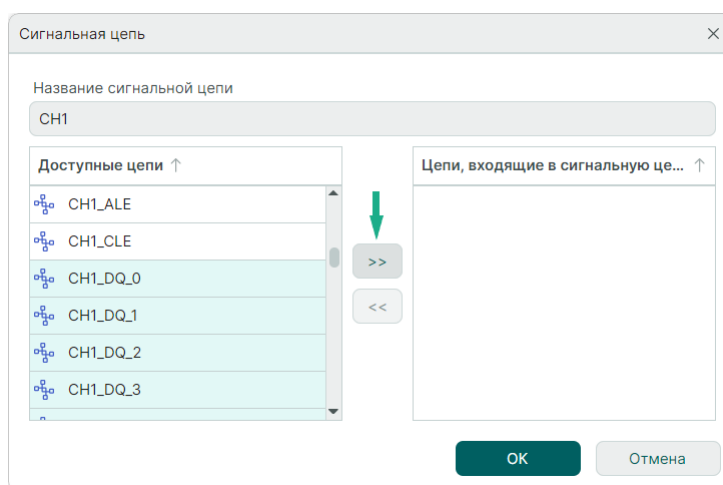 Сигнальная цепь
Название сигнальной цепи
CH1
Доступные цепи
Цепи, входящие в сигнальную це...
CH1_ALE
CH1_CLE
CH1_DQ_0
CH1_DQ_1
CH1_DQ_2
CH1_DQ_3
>>
<<
ОК
Отмена